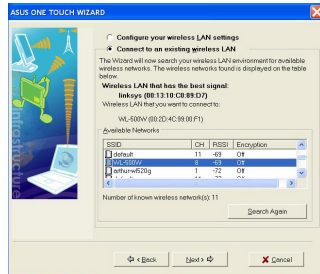 ASUS ONE TOUCH WIZARD
Configure your wireless LAN settings
Connect to an existing wireless LAN
The Wizard will now search your wireless LAN environment for available
wireless networks. The wireless networks found is displayed on the table
below.
Wireless LAN that has the best signal:
linksys (00:13:10:C0:89:D7)
Wireless LAN that you want to connect to:
WL-500W (00:2D:4C:99:00:F1)
Available Networks
SSID CH RSSI Encryption
default 11 -69 Off
WL-500W 8 -69 Off
arthur-wl520g 1 -72 Off
Number of known wireless network(s): 11
Search Again
Infrastructure
< Back Next > Cancel